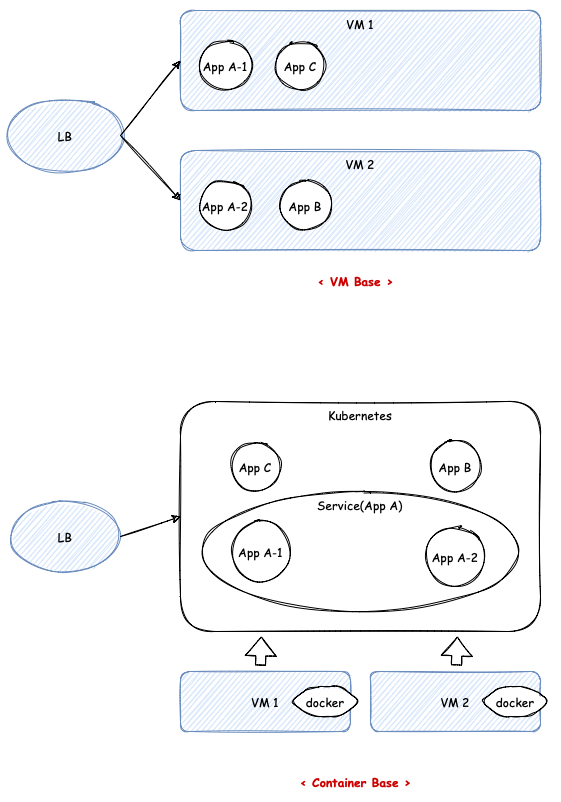 VM 1
App A-1
App C
LB
VM 2
App A-2
App B
< VM Base >
Kubernetes
App C
App B
Service(App A)
LB
App A-1
App A-2
VM 1
docker
VM 2
docker
< Container Base >